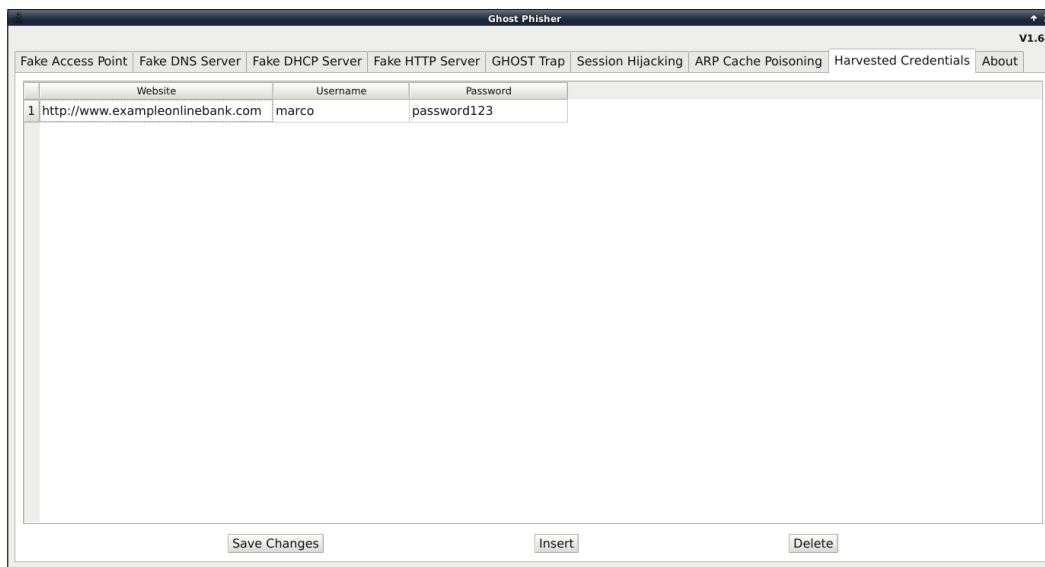 Ghost Phisher
V1.6
Fake Access Point Fake DNS Server Fake DHCP Server Fake HTTP Server GHOST Trap Session Hijacking ARP Cache Poisoning Harvested Credentials About
Website Username Password
1 http://www.exampleonlinebank.com marco password123
Save Changes Insert Delete